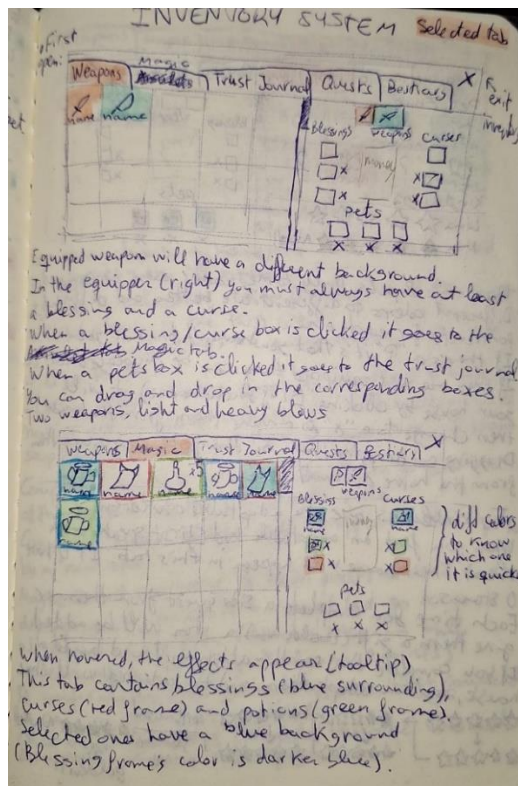 INVENTORY SYSTEM
Selected tab
First
open:
exit
inventory
Weapons
Magic
Trust Journal
Quests
Bestiary
X
name
name
blessings
weapons
curses
money
x
x
x
x
pets
x x x
Equipped weapons will have a different background.
In the equipper (right) you must always have at least
a blessing and a curse.
When a blessing/curse box is clicked it goes to the
Magic tab.
When a pets box is clicked it goes to the trust journal
You can drag and drop in the corresponding boxes.
Two weapons, light and heavy blows
Weapons
Magic
Trust Journal
Quests
Bestiary
X
name
name
x5
name
name
name
name
weapons
Blessings
Curses
name
name
x
x
x
x
pets
x x x
diff colors
to know
which one
it is quick
When hovered, the effects appear (tooltip)
This tab contains blessings (blue surrounding),
curses (red frame) and potions (green frame).
Selected ones have a blue background
(Blessing frame's color is darker blue).